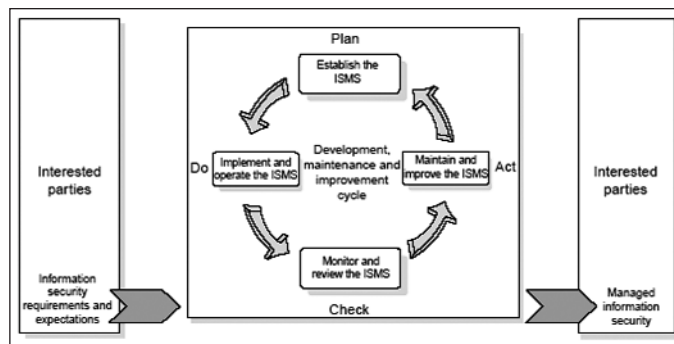 Interested
parties
Information
security
requirements and
expectations
Plan
Establish the
ISMS
Do
Implement and
operate the ISMS
Development,
maintenance and
improvement
cycle
Maintain and
improve the ISMS
Act
Monitor and
review the ISMS
Check
Interested
parties
Managed
information
security